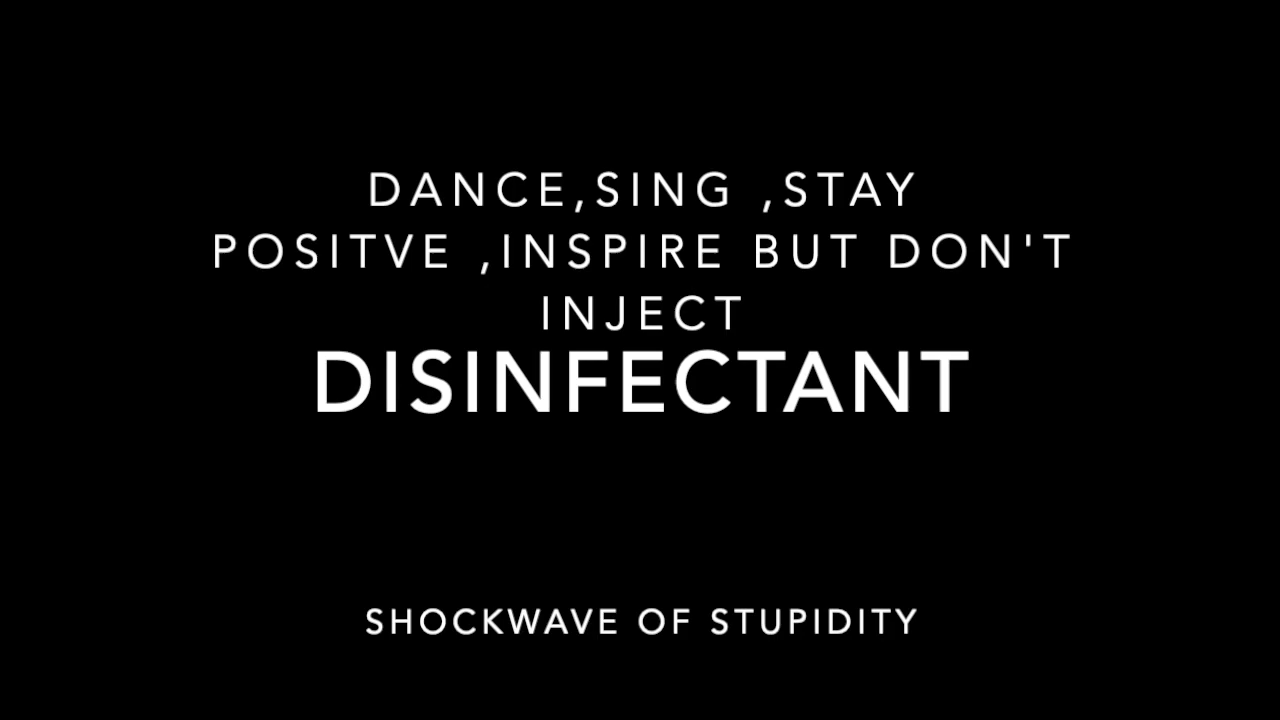 DANCE,SING ,STAY
POSITVE ,INSPIRE BUT DON'T
INJECT
DISINFECTANT
SHOCKWAVE OF STUPIDITY